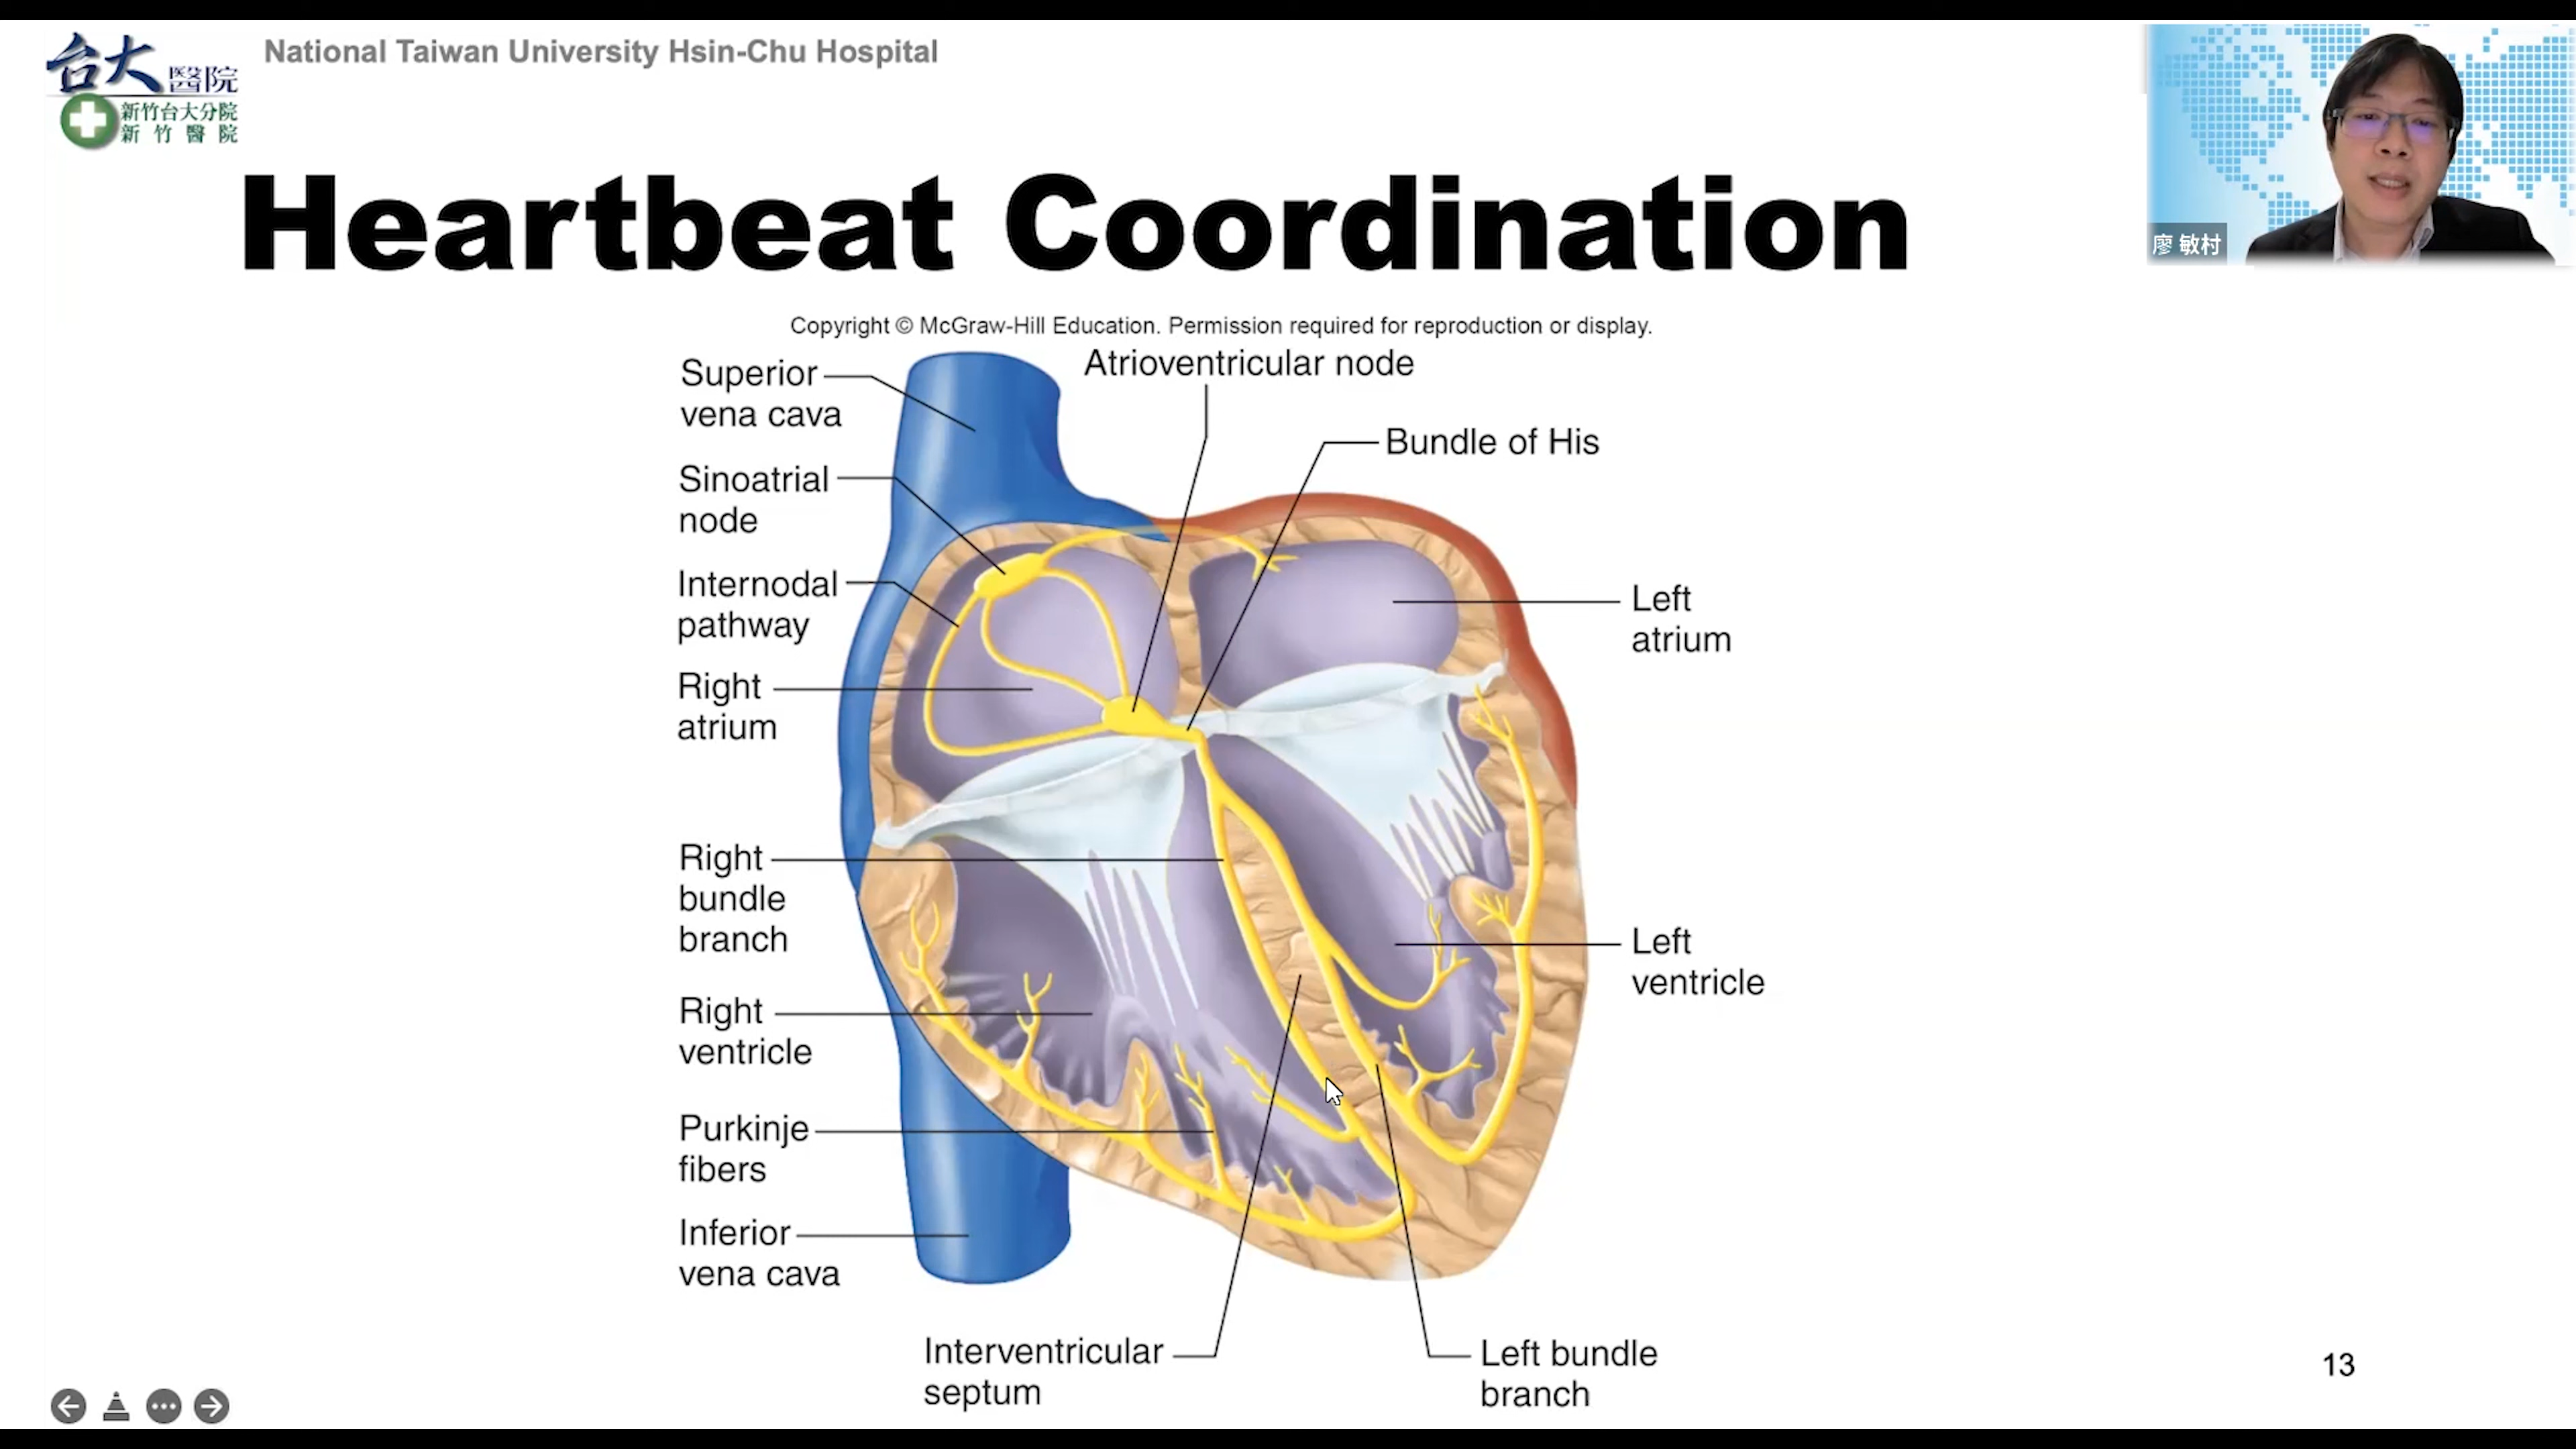 台大醫院
新竹台大分院
新竹醫院
National Taiwan University Hsin-Chu Hospital
廖 敏村
Heartbeat Coordination
Copyright © McGraw-Hill Education. Permission required for reproduction or display.
Superior
vena cava
Atrioventricular node
Bundle of His
Sinoatrial
node
Internodal
pathway
Left
atrium
Right
atrium
Right
bundle
branch
Left
ventricle
Right
ventricle
Purkinje
fibers
Inferior
vena cava
Interventricular
septum
Left bundle
branch
13